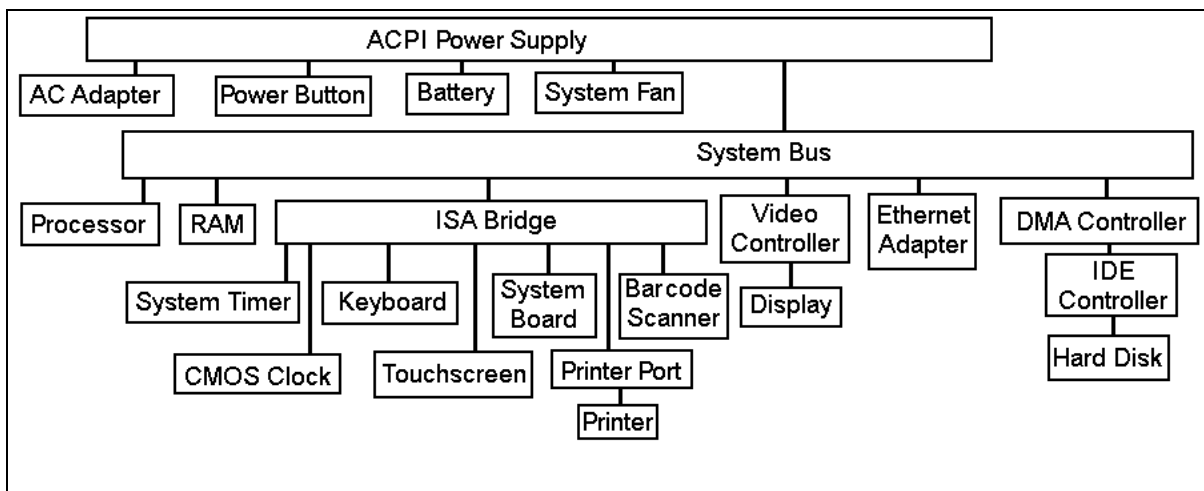 ACPI Power Supply
AC Adapter
Power Button
Battery
System Fan
System Bus
Processor
RAM
ISA Bridge
Video
Controller
Ethernet
Adapter
DMA Controller
System Timer
Keyboard
System
Board
Barcode
Scanner
Display
IDE
Controller
CMOS Clock
Touchscreen
Printer Port
Hard Disk
Printer